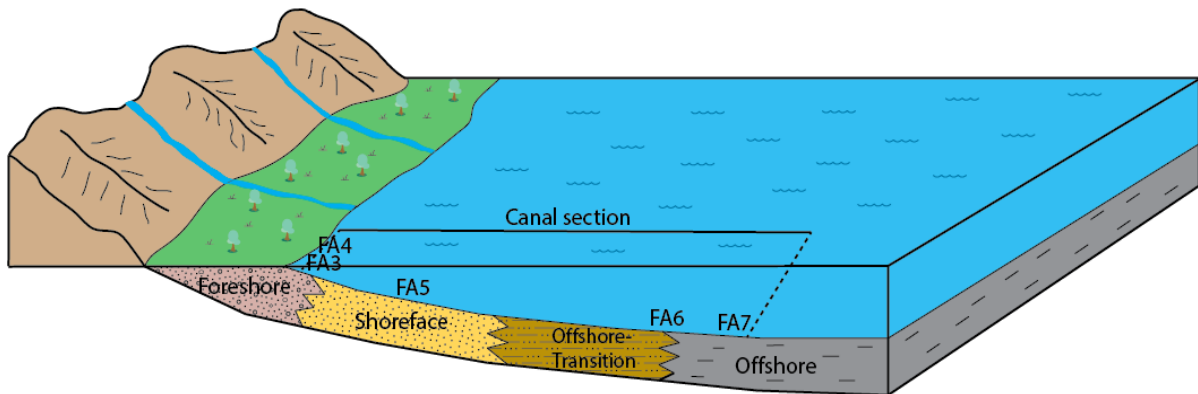 Canal section
FA4
FA3
Foreshore
FA5
Shoreface
FA6
FA7
Offshore-
Transition
Offshore